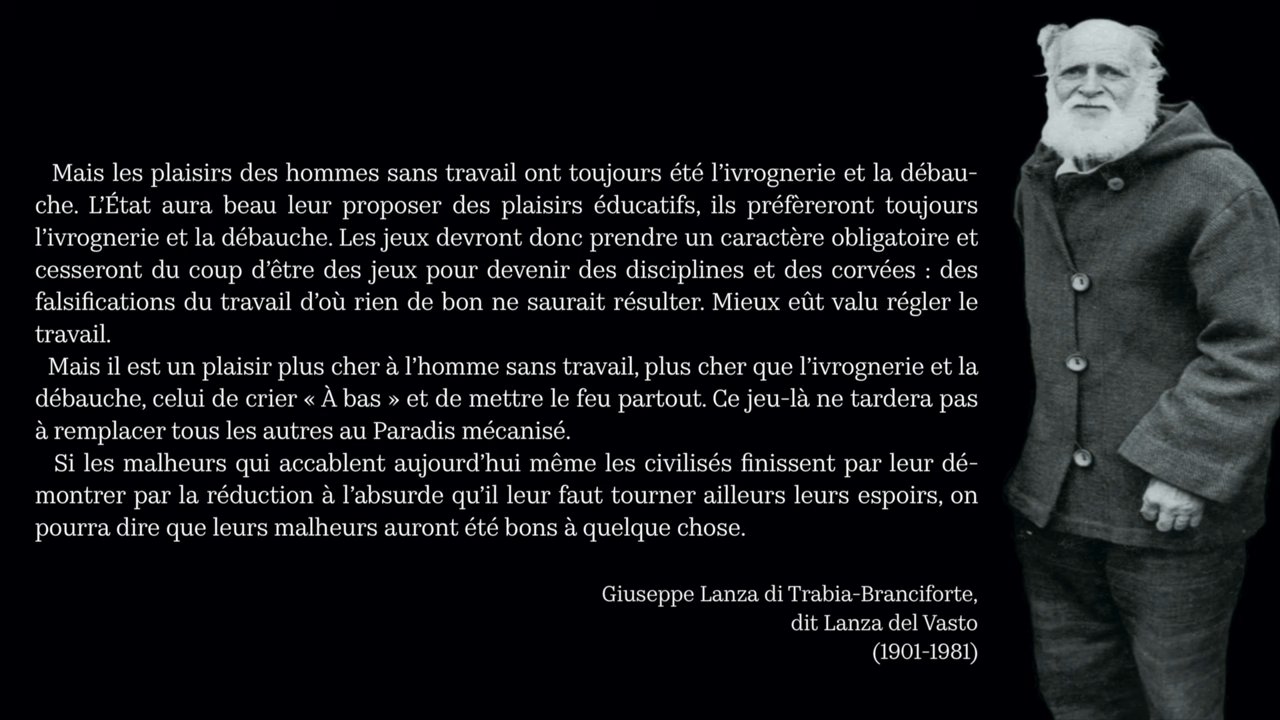 Mais les plaisirs des hommes sans travail ont toujours été l’ivrognerie et la débau-
che. L’État aura beau leur proposer des plaisirs éducatifs, ils préfèreront toujours
l’ivrognerie et la débauche. Les jeux devront donc prendre un caractère obligatoire et
cesseront du coup d’être des jeux pour devenir des disciplines et des corvées : des
falsifications du travail d’où rien de bon ne saurait résulter. Mieux eût valu régler le
travail.
Mais il est un plaisir plus cher à l’homme sans travail, plus cher que l’ivrognerie et la
débauche, celui de crier « À bas » et de mettre le feu partout. Ce jeu-là ne tardera pas
à remplacer tous les autres au Paradis mécanisé.
Si les malheurs qui accablent aujourd’hui même les civilisés finissent par leur dé-
montrer par la réduction à l’absurde qu’il leur faut tourner ailleurs leurs espoirs, on
pourra dire que leurs malheurs auront été bons à quelque chose.
Giuseppe Lanza di Trabia-Branciforte,
dit Lanza del Vasto
(1901-1981)